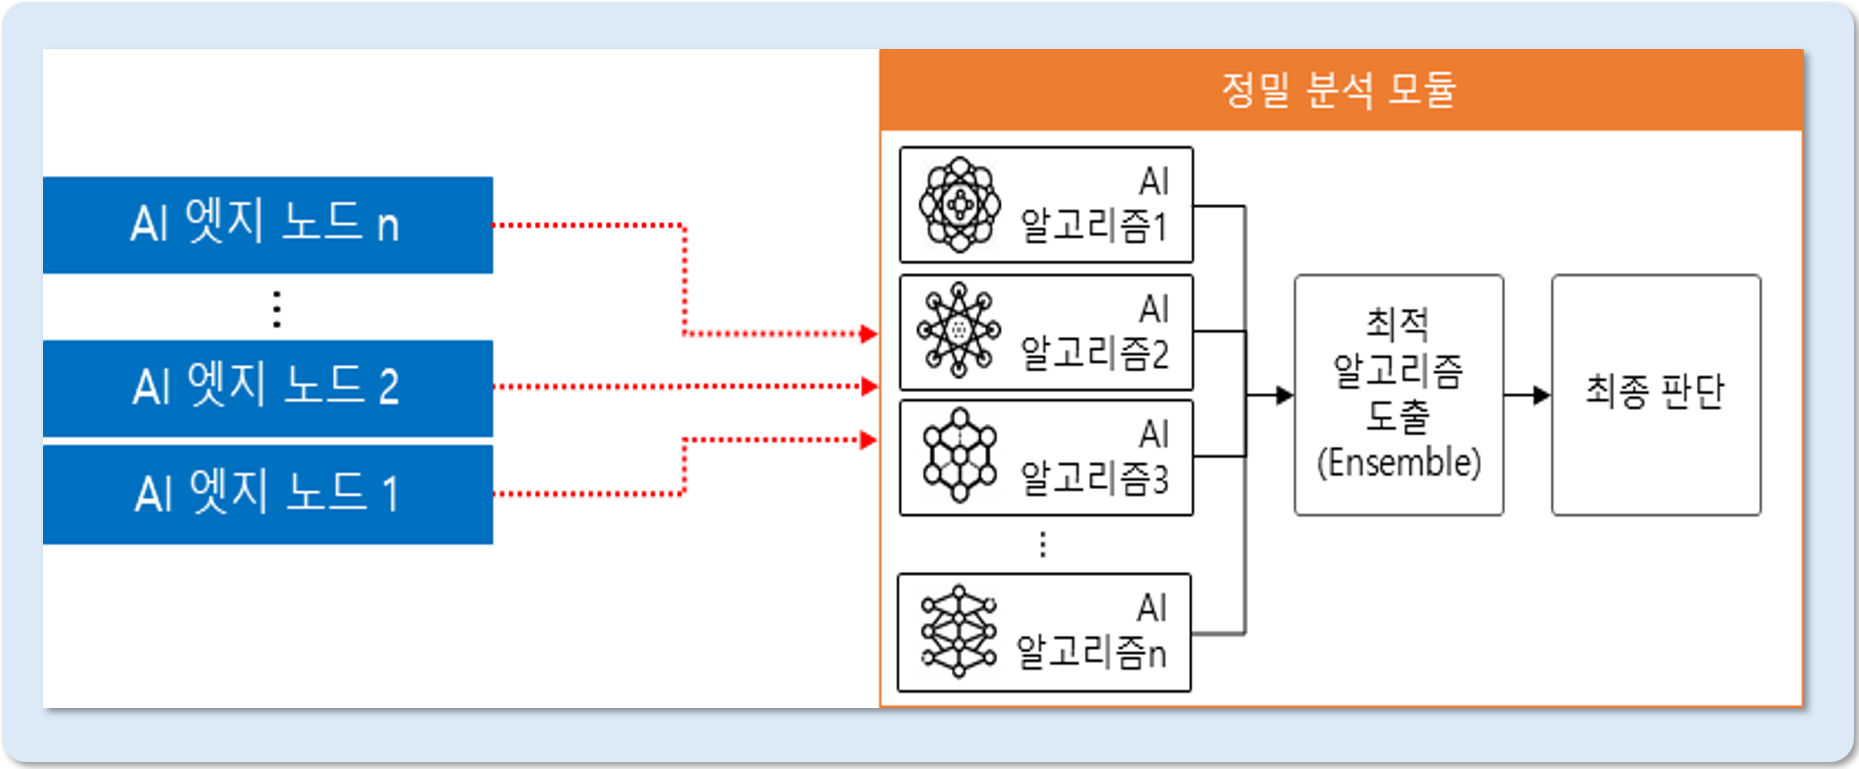 정밀 분석 모듈
AI 엣지 노드 n
⋮
AI 엣지 노드 2
AI 엣지 노드 1
AI
알고리즘1
AI
알고리즘2
AI
알고리즘3
⋮
AI
알고리즘n
최적
알고리즘
도출
(Ensemble)
최종 판단